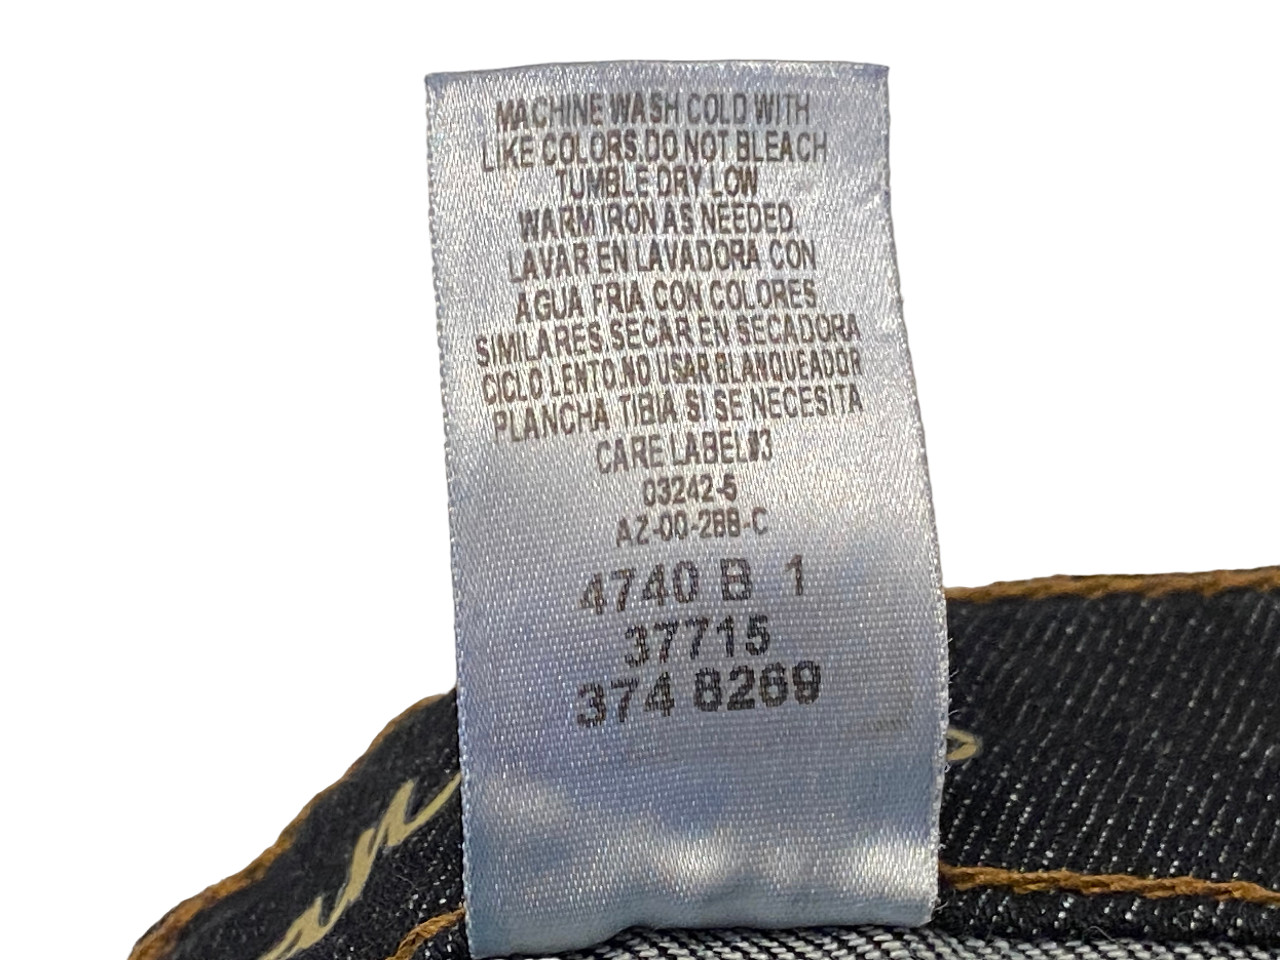 MACHINE WASH COLD WITH
LIKE COLORS.DO NOT BLEACH
TUMBLE DRY LOW
WARM IRON AS NEEDED.
LAVAR EN LAVADORA CON
AGUA FRIA CON COLORES
SIMILARES.SECAR EN SECADORA
CICLO LENTO.NO USAR BLANQUEADOR
PLANCHA TIBIA SI SE NECESITA
CARE LABEL#3
03242-6
AZ-00-2BB-C
4740 B 1
37715
374 8269